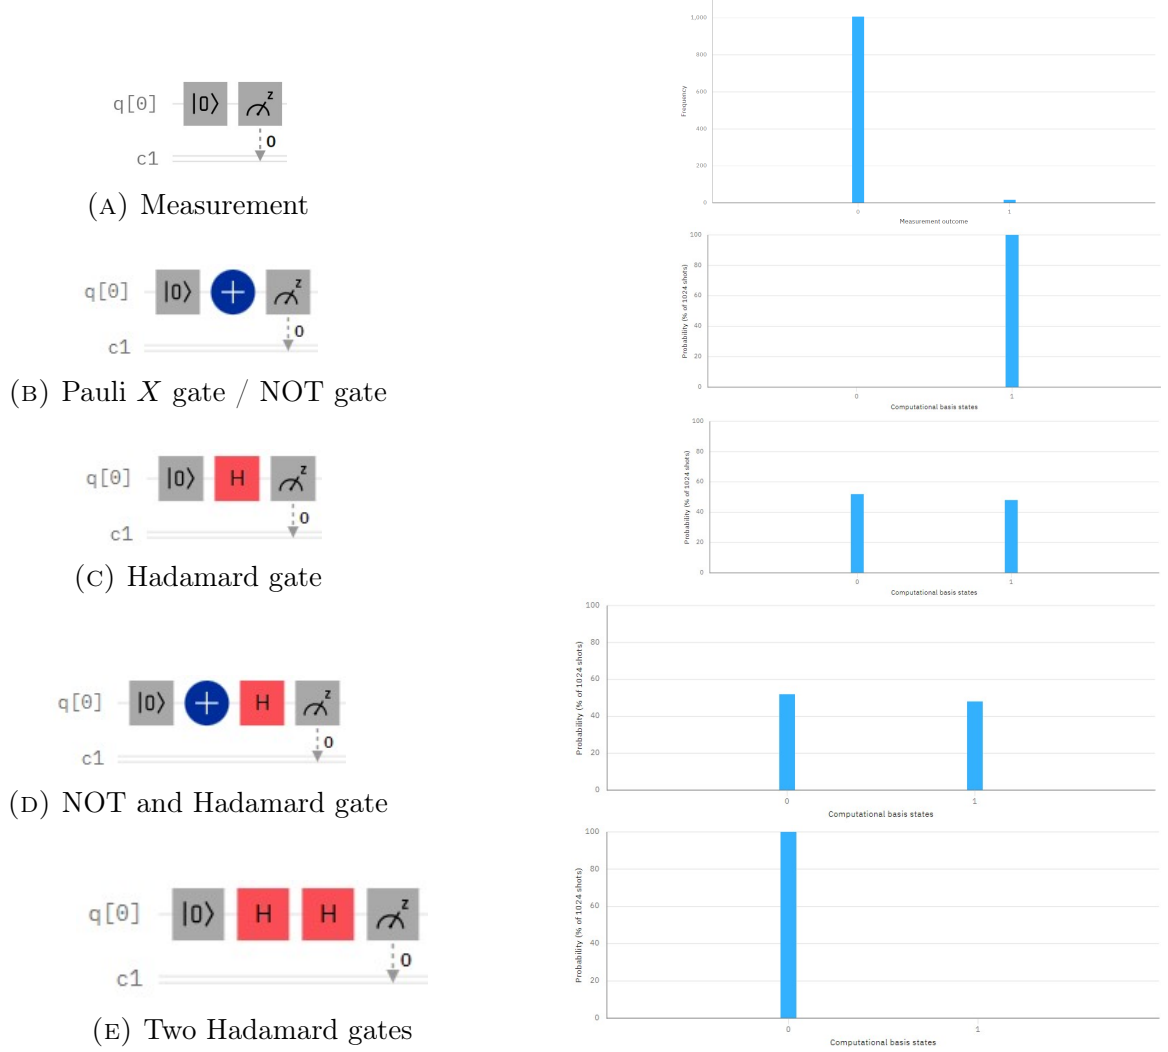 q[0] |0⟩ z
0
c1
(A) Measurement
1,000
800
600
400
200
0
Frequency
0 1
Measurement outcome
q[0] |0⟩ z
0
c1
(B) Pauli X gate / NOT gate
100
80
60
40
20
0
Probability (% of 1024 shots)
0 1
Computational basis states
q[0] |0⟩ H z
0
c1
(C) Hadamard gate
100
80
60
40
20
0
Probability (% of 1024 shots)
0 1
Computational basis states
q[0] |0⟩ H z
0
c1
(D) NOT and Hadamard gate
100
80
60
40
20
0
Probability (% of 1024 shots)
0 1
Computational basis states
q[0] |0⟩ H H z
0
c1
(E) Two Hadamard gates
100
80
60
40
20
0
Probability (% of 1024 shots)
0 1
Computational basis states